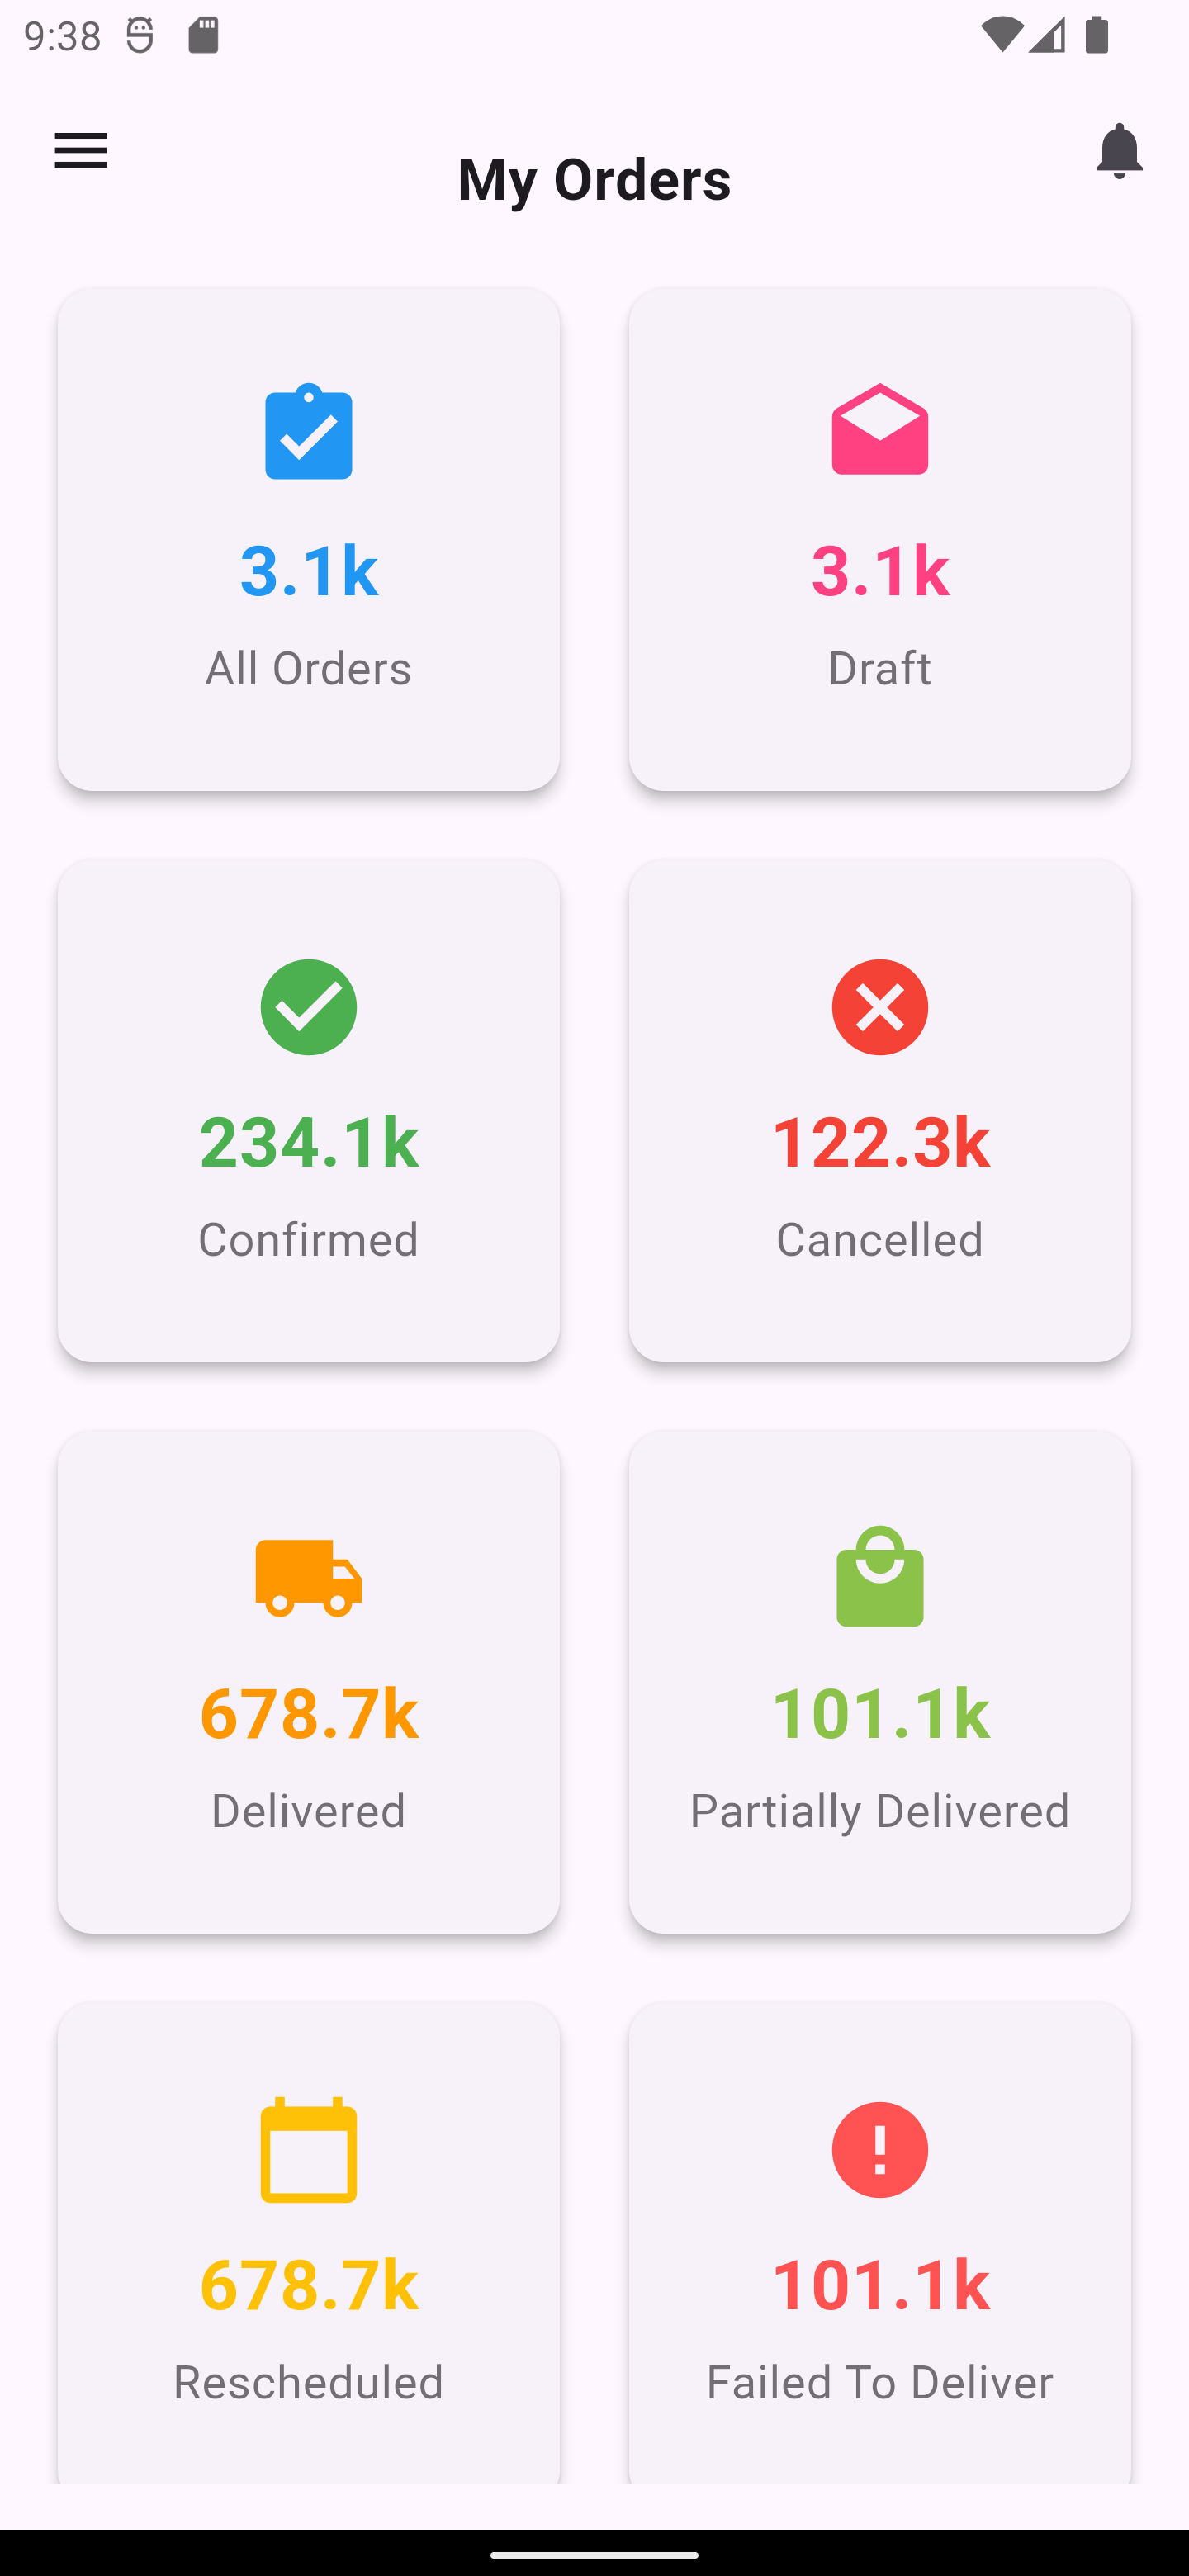 9:38
My Orders
3.1k
All Orders
3.1k
Draft
234.1k
Confirmed
122.3k
Cancelled
678.7k
Delivered
101.1k
Partially Delivered
678.7k
Rescheduled
101.1k
Failed To Deliver